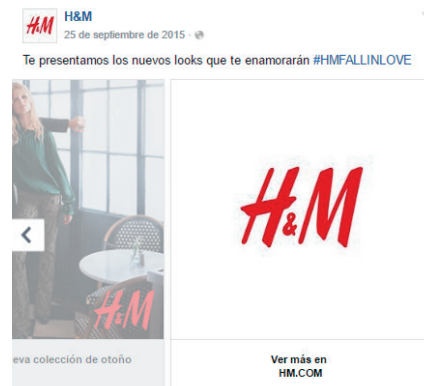 H&M
H&M
25 de septiembre de 2015
Te presentamos los nuevos looks que te enamorarán #HMFALLINLOVE
H&M
H&M
eva colección de otoño
Ver más en
HM.COM